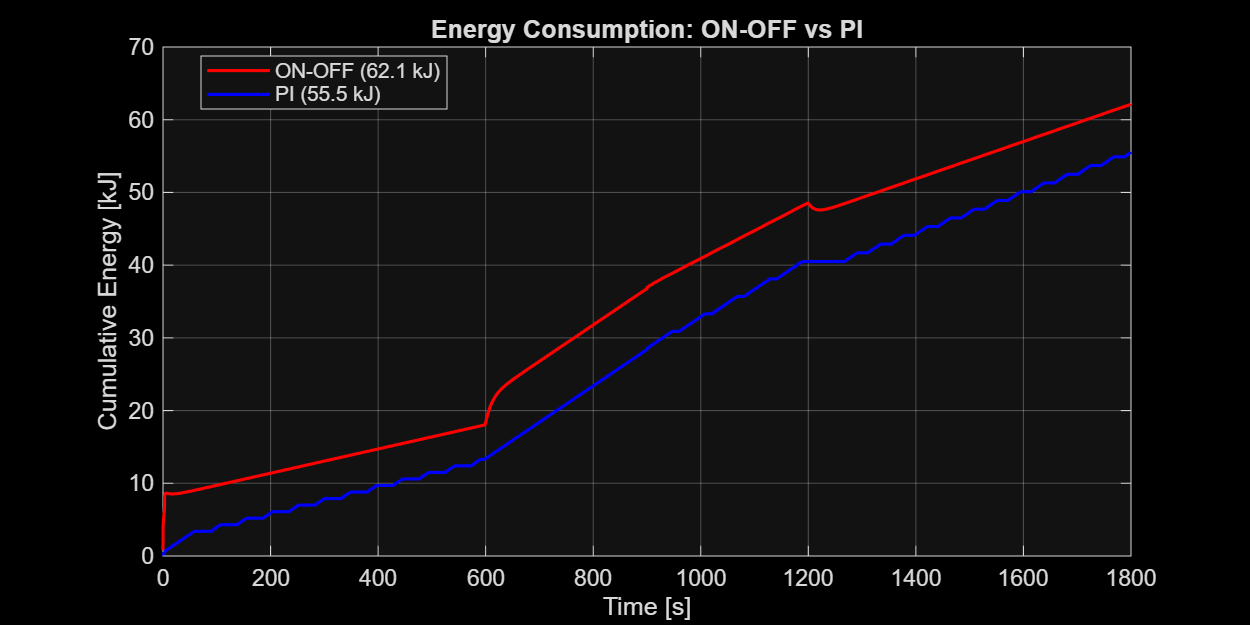 Energy Consumption: ON-OFF vs PI
ON-OFF (62.1 kJ)
PI (55.5 kJ)
Cumulative Energy [kJ]
70
60
50
40
30
20
10
0
0 200 400 600 800 1000 1200 1400 1600 1800
Time [s]